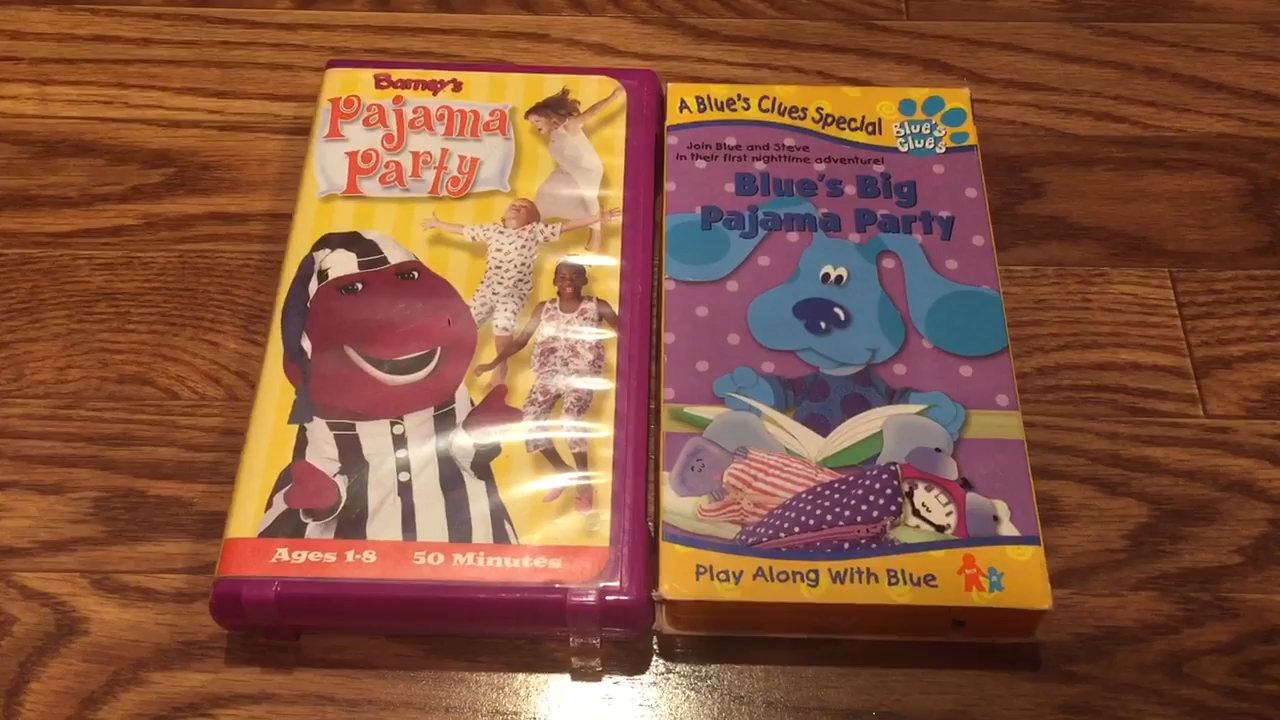 Barney's
Pajama
Party
Ages 1-8 50 Minutes
A Blue's Clues Special
Blue's
Clues
Join Blue and Steve
in their first nighttime adventure!
Blue's Big
Pajama Party
Play Along With Blue